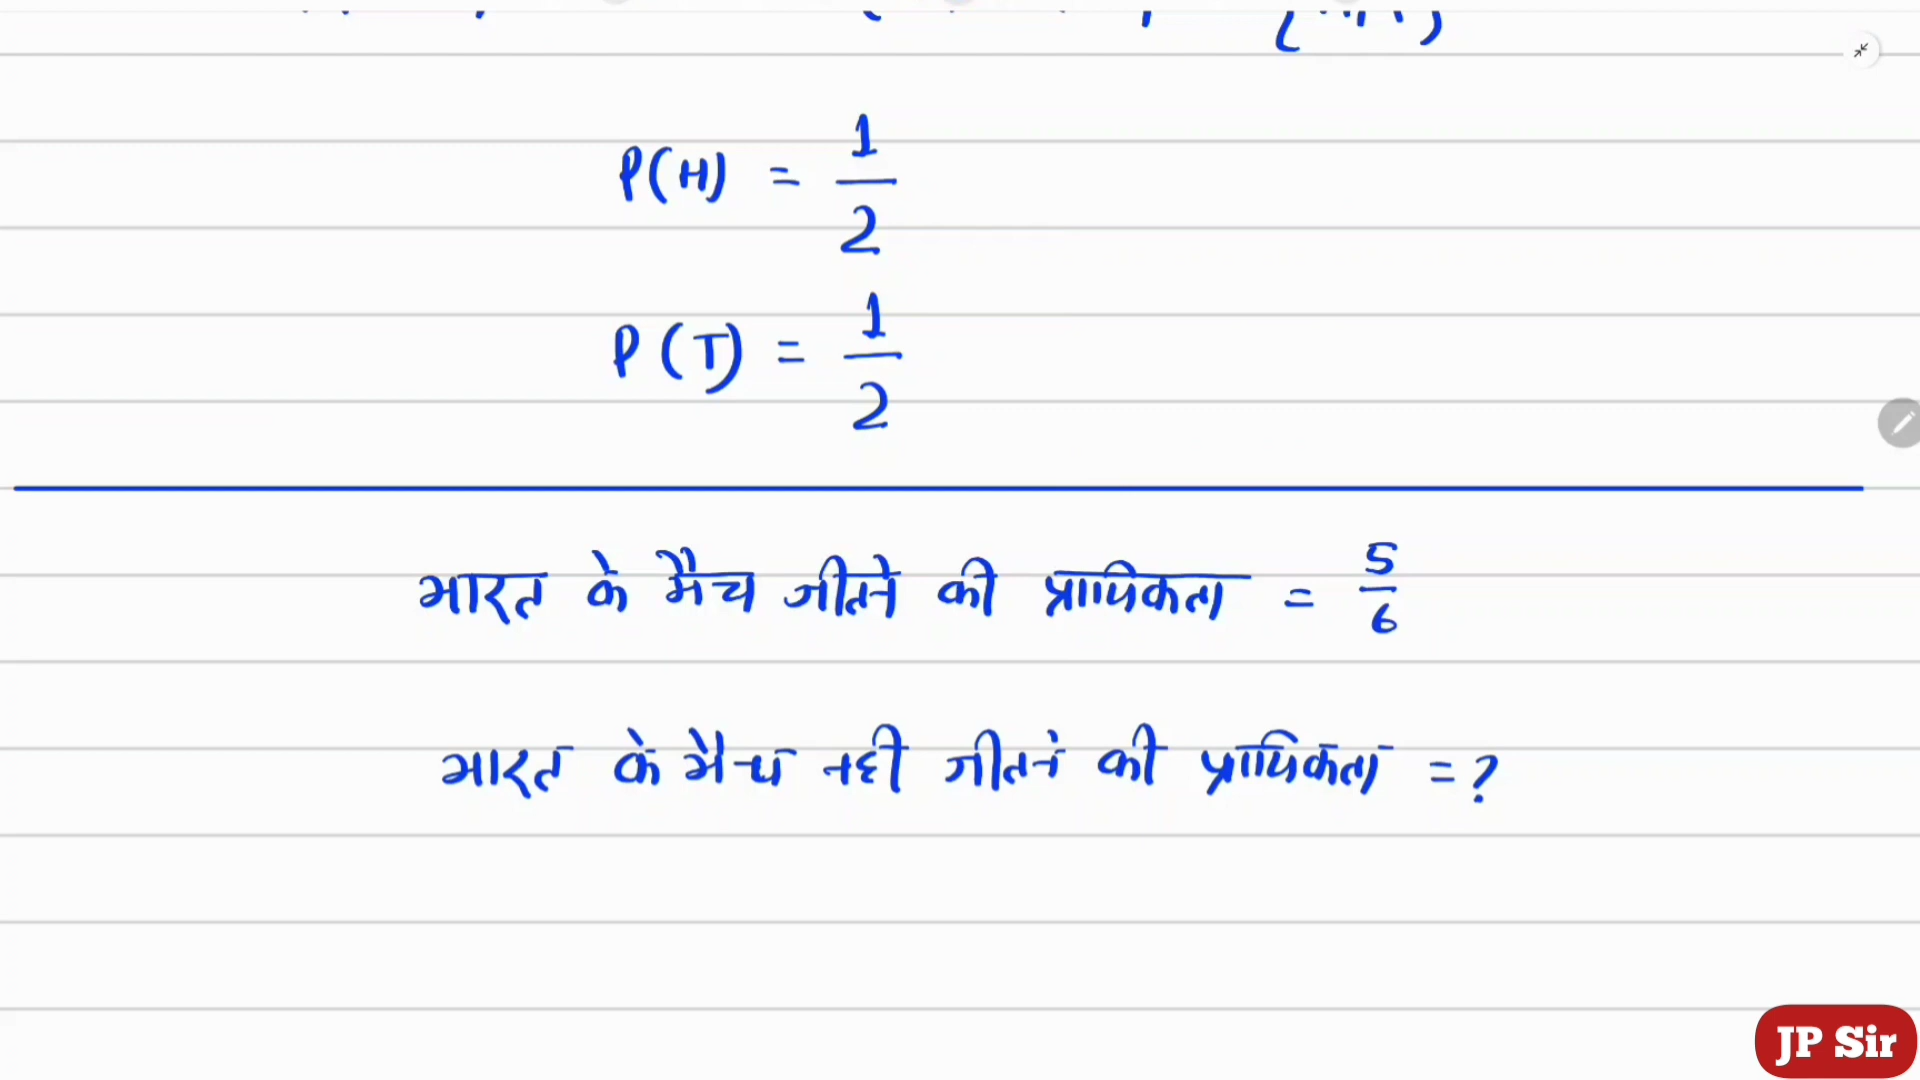 P(H) = 1/2
P(T) = 1/2
भारत के मैच जीतने की प्रायिकता = 5/6
भारत के मैच नही जीतने की प्रायिकता = ?
JP Sir